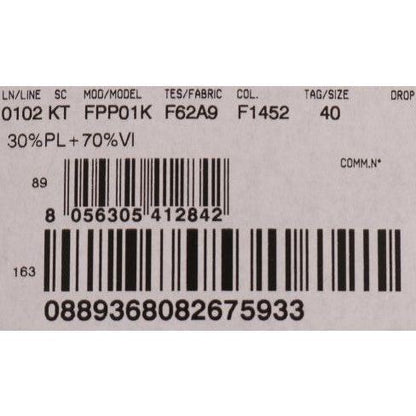 LN/LINE SC MOD/MODEL TES/FABRIC COL. TAG/SIZE DROP
0102 KT FPP01K F62A9 F1452 40
30%PL+70%VI
COMM.N°
89
8 056305 412842
163
0889368082675933